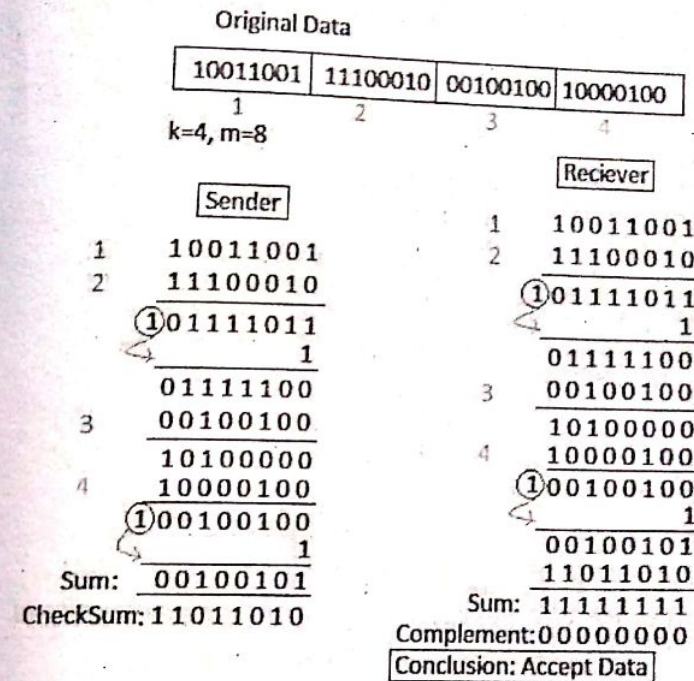 Original Data
10011001 11100010 00100100 10000100
1 2 3 4
k=4, m=8
Sender
1 10011001
2 11100010
101111011
1
01111100
3 00100100
10100000
4 10000100
100100100
1
Sum: 00100101
CheckSum: 11011010
Reciever
1 10011001
2 11100010
101111011
1
01111100
3 00100100
10100000
4 10000100
100100100
1
00100101
11011010
Sum: 11111111
Complement: 00000000
Conclusion: Accept Data